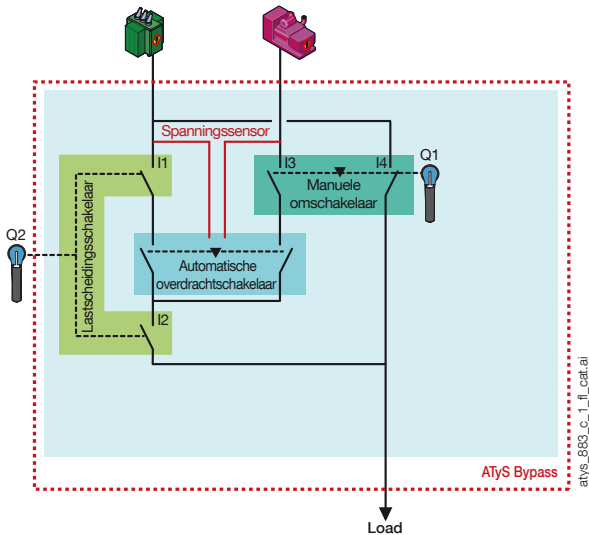 Spanningssensor
I1
I3
I4
Q1
Manuele
omschakelaar
Q2
Lastscheidingsschakelaar
Automatische
overdrachtschakelaar
I2
ATyS Bypass
atys_883_c_1_fl_cat.ai
Load